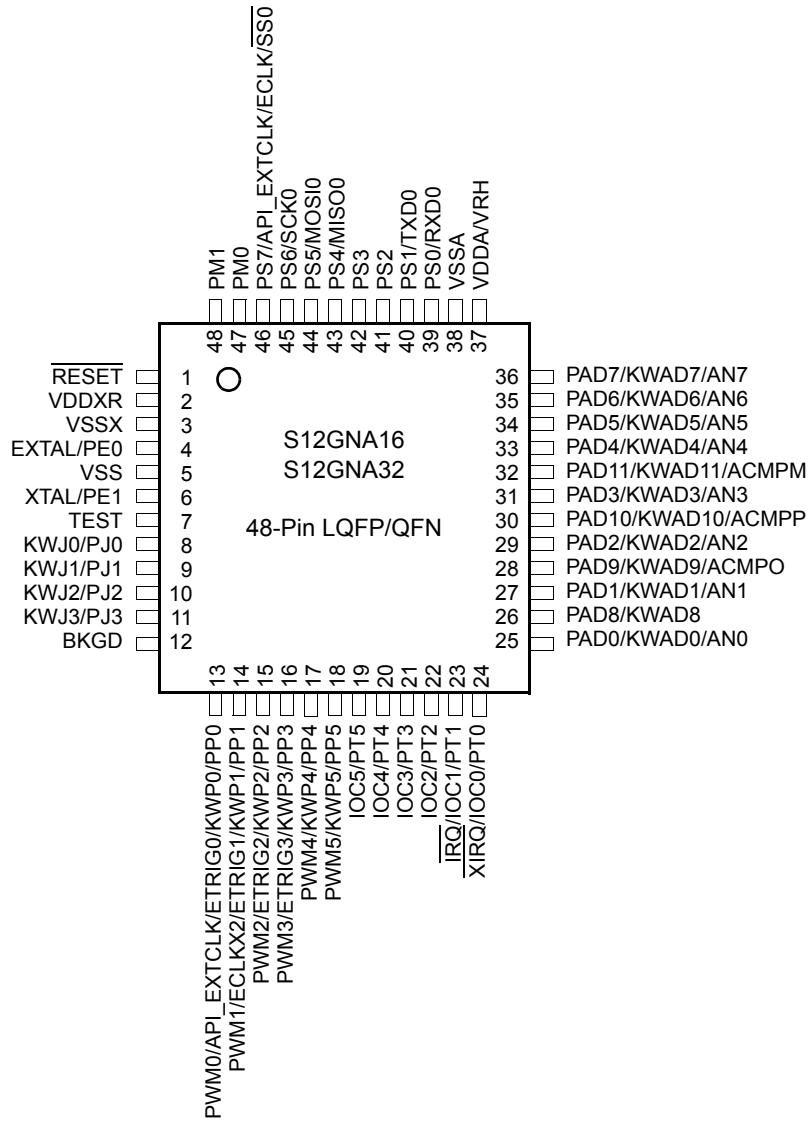 PM1
PM0
PS7/API_EXTCLK/ECLK/SS0
PS6/SCK0
PS5/MOSI0
PS4/MISO0
PS3
PS2
PS1/TXD0
PS0/RXD0
VSSA
VDDA/VRH
48
47
46
45
44
43
42
41
40
39
38
37
RESET
VDDXR
VSSX
EXTAL/PE0
VSS
XTAL/PE1
TEST
KWJ0/PJ0
KWJ1/PJ1
KWJ2/PJ2
KWJ3/PJ3
BKGD
1
2
3
4
5
6
7
8
9
10
11
12
S12GNA16
S12GNA32
48-Pin LQFP/QFN
36
35
34
33
32
31
30
29
28
27
26
25
PAD7/KWAD7/AN7
PAD6/KWAD6/AN6
PAD5/KWAD5/AN5
PAD4/KWAD4/AN4
PAD11/KWAD11/ACMPM
PAD3/KWAD3/AN3
PAD10/KWAD10/ACMPP
PAD2/KWAD2/AN2
PAD9/KWAD9/ACMPO
PAD1/KWAD1/AN1
PAD8/KWAD8
PAD0/KWAD0/AN0
13
14
15
16
17
18
19
20
21
22
23
24
PWM0/API_EXTCLK/ETRIG0/KWP0/PP0
PWM1/ECLKX2/ETRIG1/KWP1/PP1
PWM2/ETRIG2/KWP2/PP2
PWM3/ETRIG3/KWP3/PP3
PWM4/KWP4/PP4
PWM5/KWP5/PP5
IOC5/PT5
IOC4/PT4
IOC3/PT3
IOC2/PT2
IRQ/IOC1/PT1
XIRQ/IOC0/PT0